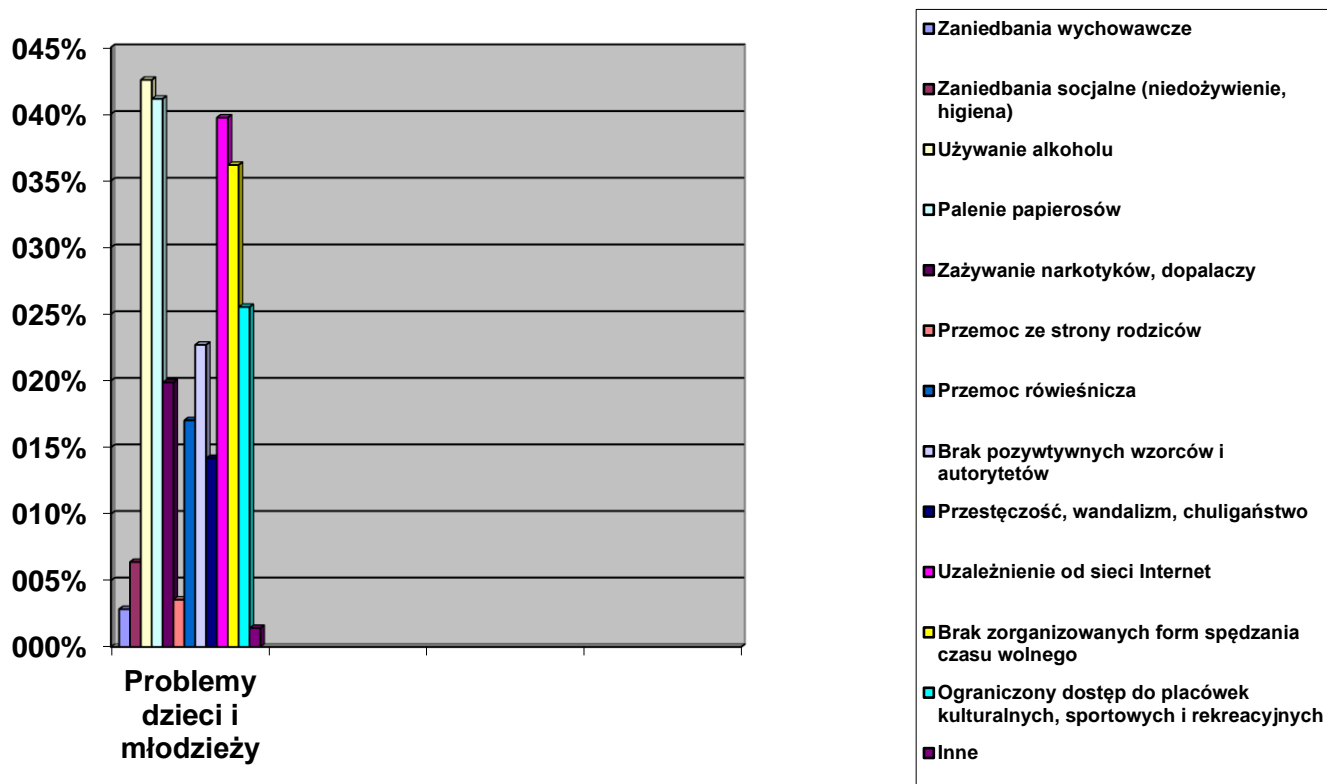 045%
040%
035%
030%
025%
020%
015%
010%
005%
000%
Problemy
dzieci i
młodzieży
Zaniedbania wychowawcze
Zaniedbania socjalne (niedożywienie,
higiena)
Używanie alkoholu
Palenie papierosów
Zażywanie narkotyków, dopalaczy
Przemoc ze strony rodziców
Przemoc rówieśnicza
Brak pozywtywnych wzorców i
autorytetów
Przestęczość, wandalizm, chuligaństwo
Uzależnienie od sieci Internet
Brak zorganizowanych form spędzania
czasu wolnego
Ograniczony dostęp do placówek
kulturalnych, sportowych i rekreacyjnych
Inne